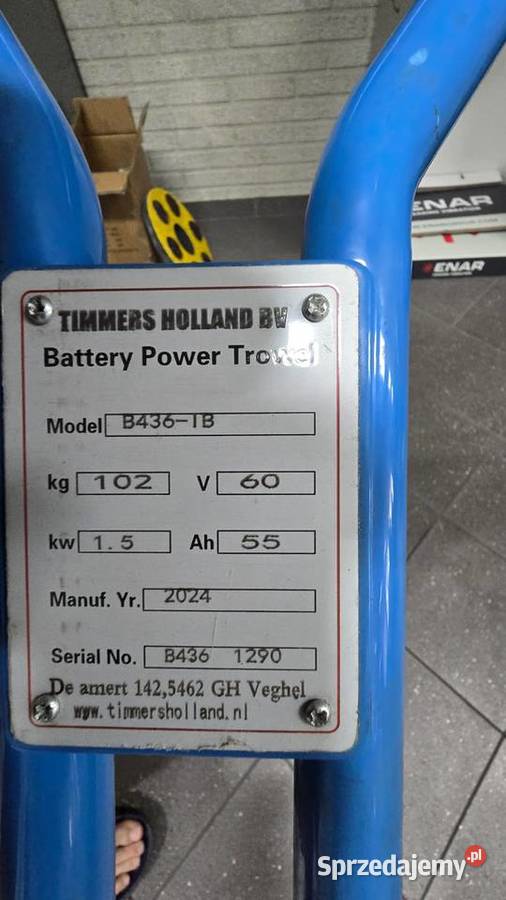 ENAR
ENAR
TIMMERS HOLLAND BV
Battery Power Trowel
Model B436-TB
kg 102 V 60
kw 1.5 Ah 55
Manuf. Yr. 2024
Serial No. B436 1290
De amert 142,5462 GH Veghel
www.timmersholland.nl
Sprzedajemy.pl